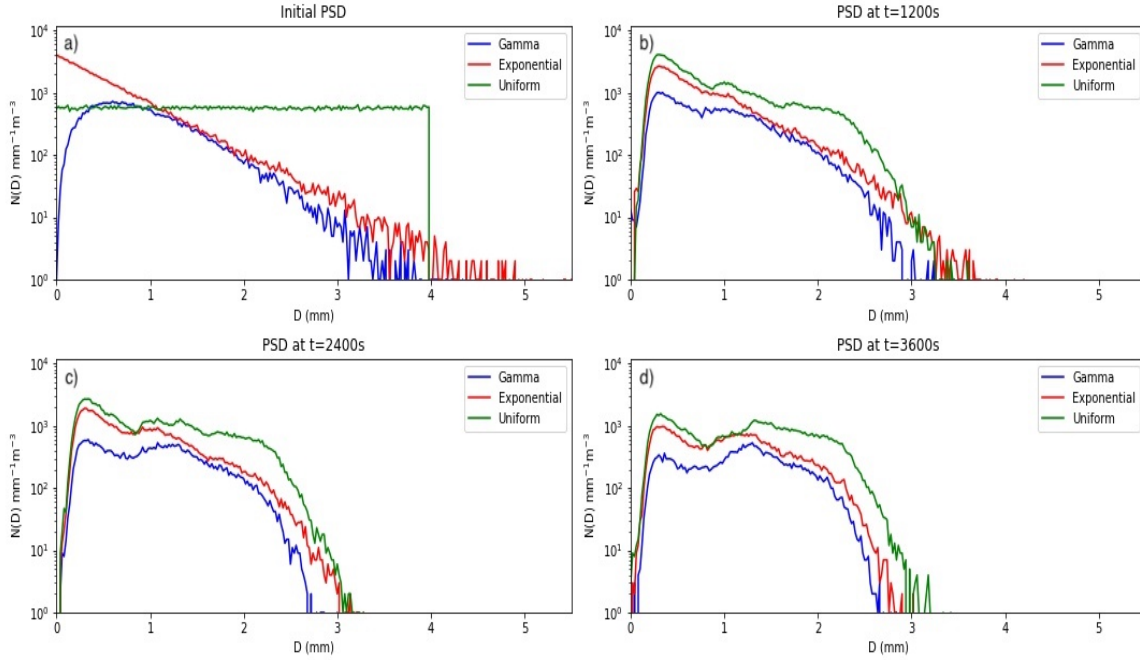 Initial PSD
a)
Gamma
Exponential
Uniform
N(D) mm⁻¹m⁻³
10⁴
10³
10²
10¹
10⁰
0 1 2 3 4 5
D (mm)
PSD at t=1200s
b)
Gamma
Exponential
Uniform
N(D) mm⁻¹m⁻³
10⁴
10³
10²
10¹
10⁰
0 1 2 3 4 5
D (mm)
PSD at t=2400s
c)
Gamma
Exponential
Uniform
N(D) mm⁻¹m⁻³
10⁴
10³
10²
10¹
10⁰
0 1 2 3 4 5
D (mm)
PSD at t=3600s
d)
Gamma
Exponential
Uniform
N(D) mm⁻¹m⁻³
10⁴
10³
10²
10¹
10⁰
0 1 2 3 4 5
D (mm)